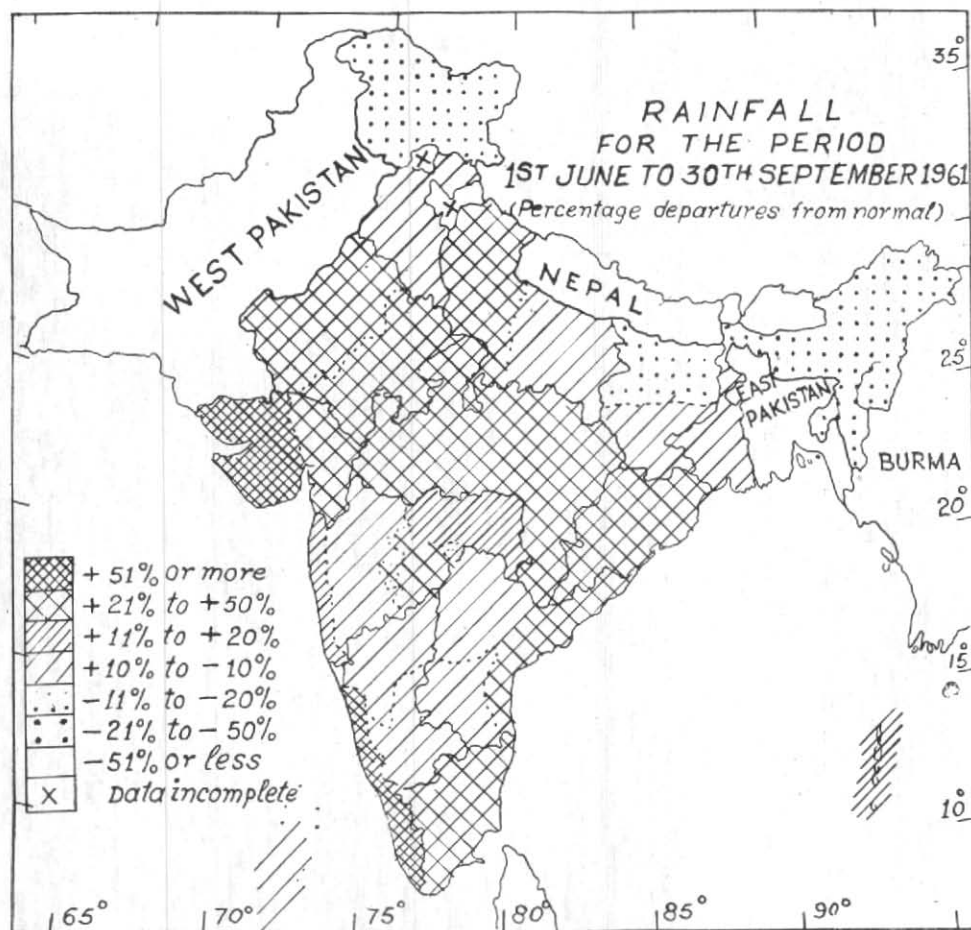 RAINFALL
FOR THE PERIOD
1ST JUNE TO 30TH SEPTEMBER 1961
(Percentage departures from normal)
35°
WEST PAKISTAN
NEPAL
25°
EAST
PAKISTAN
BURMA
20°
+ 51% or more
+ 21% to + 50%
+ 11% to + 20%
+ 10% to - 10%
- 11% to - 20%
- 21% to - 50%
- 51% or less
X Data incomplete
15°
10°
65° 70° 75° 80° 85° 90°